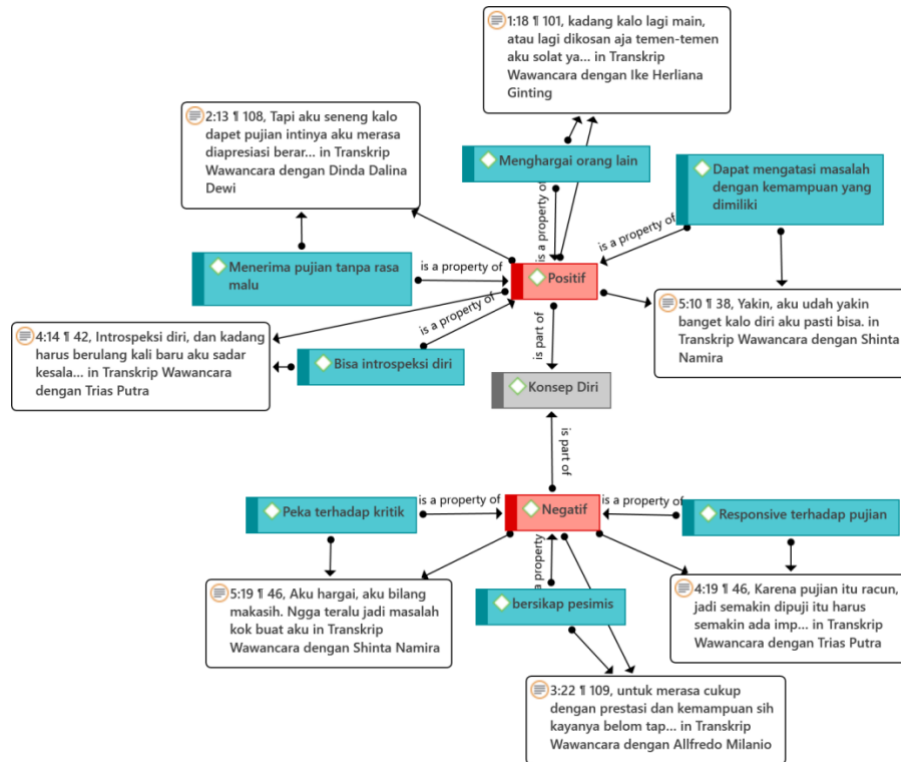 1:18 ¶ 101, kadang kalo lagi main,
atau lagi dikosan aja temen-temen
aku solat ya... in Transkrip
Wawancara dengan Ike Herliana
Ginting
2:13 ¶ 108, Tapi aku seneng kalo
dapet pujian intinya aku merasa
diapresiasi berar... in Transkrip
Wawancara dengan Dinda Dalina
Dewi
Menghargai orang lain
Dapat mengatasi masalah
dengan kemampuan yang
dimiliki
is a property of
is a property of
Menerima pujian tanpa rasa
malu
is a property of
Positif
is a property of
4:14 ¶ 42, Introspeksi diri, dan kadang
harus berulang kali baru aku sadar
kesala... in Transkrip Wawancara
dengan Trias Putra
Bisa introspeksi diri
5:10 ¶ 38, Yakin, aku udah yakin
banget kalo diri aku pasti bisa. in
Transkrip Wawancara dengan Shinta
Namira
is part of
Konsep Diri
is part of
Peka terhadap kritik
is a property of
Negatif
is a property of
Responsive terhadap pujian
is a property
bersikap pesimis
5:19 ¶ 46, Aku hargai, aku bilang
makasih. Ngga teralu jadi masalah
kok buat aku in Transkrip
Wawancara dengan Shinta Namira
4:19 ¶ 46, Karena pujian itu racun,
jadi semakin dipuji itu harus
semakin ada imp... in Transkrip
Wawancara dengan Trias Putra
3:22 ¶ 109, untuk merasa cukup
dengan prestasi dan kemampuan sih
kayanya belom tap... in Transkrip
Wawancara dengan Allfredo Milanio